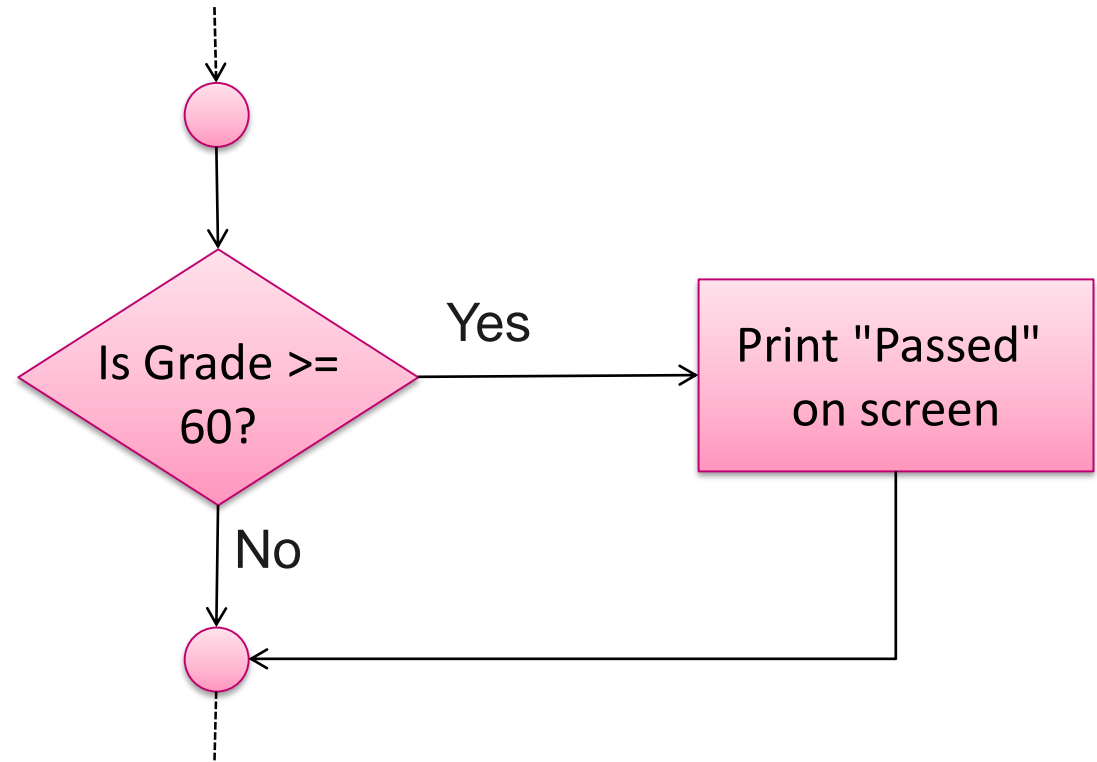 Yes
Is Grade >=
60?
Print "Passed"
on screen
No